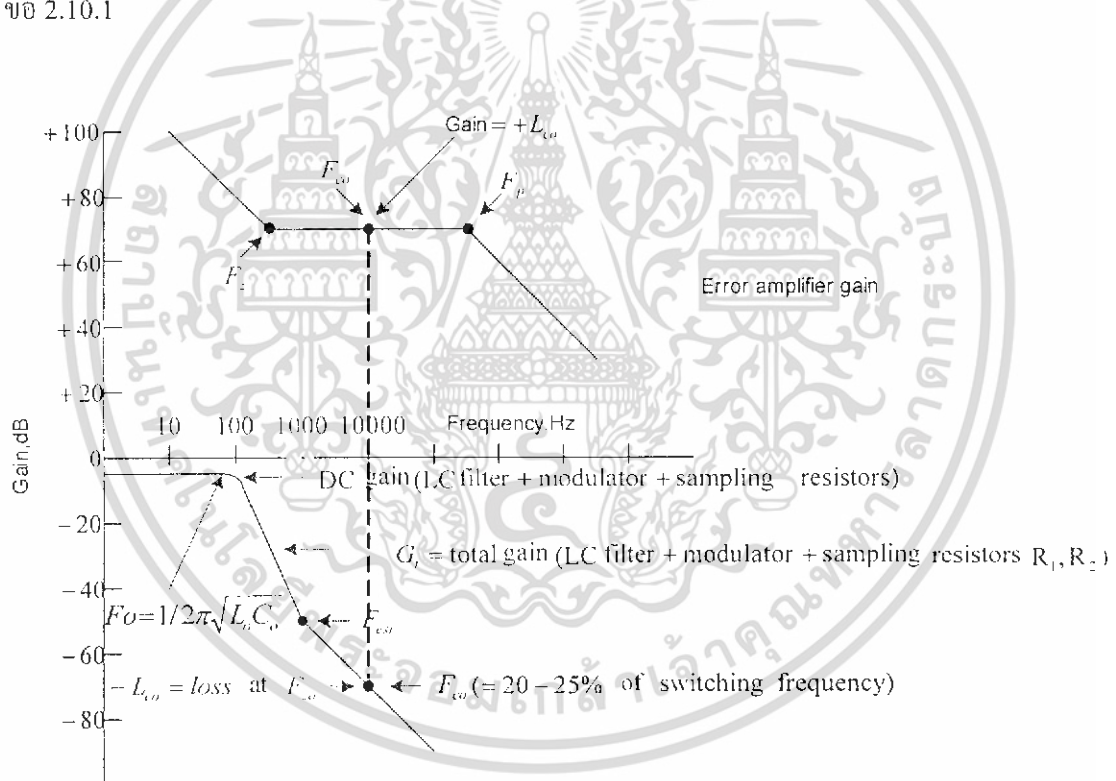 ข้อ 2.10.1
Gain = +L_co
+100
F_co
F_p
+80
+60
F_z
Error amplifier gain
+40
+20
10 100 1000 10000 Frequency,Hz
Gain,dB
0
DC gain (LC filter + modulator + sampling resistors)
−20
G_t = total gain (LC filter + modulator + sampling resistors R_1, R_2)
−40
Fo=1/2π√L_oC_o
F_esr
−60
−L_co = loss at F_co
F_co (= 20 – 25% of switching frequency)
−80